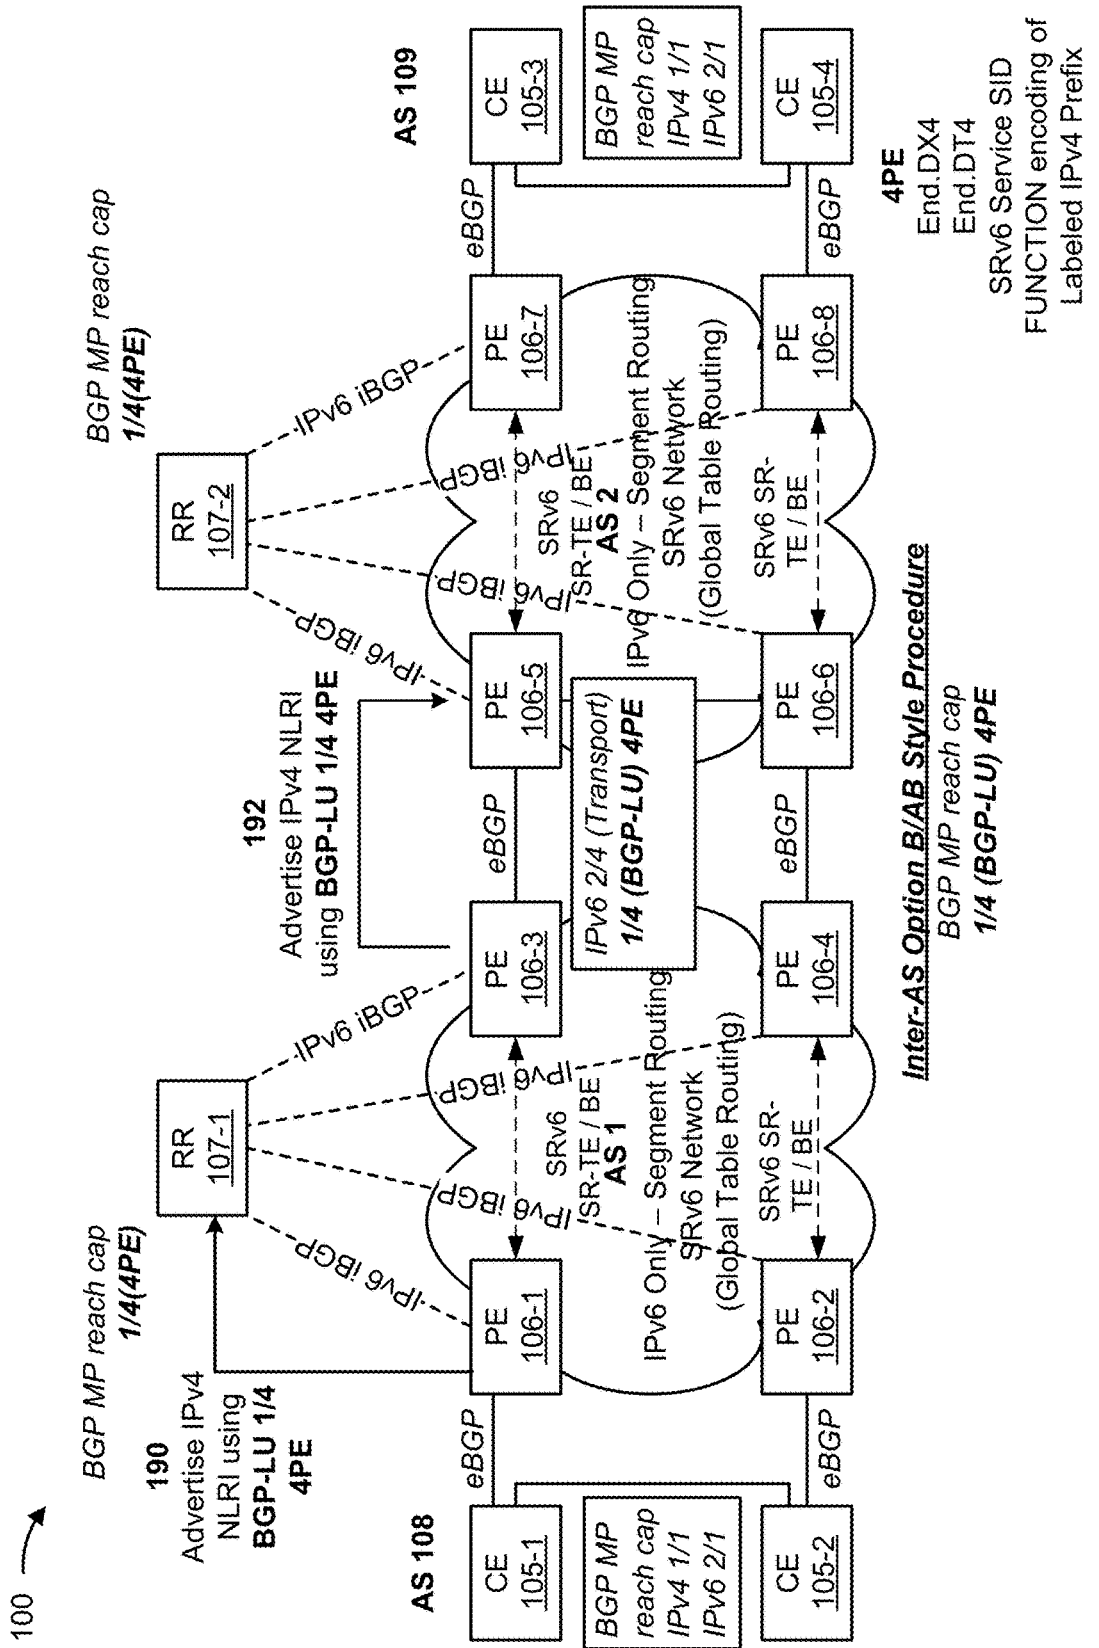 100
BGP MP reach cap
1/4(4PE)
190
Advertise IPv4
NLRI using
BGP-LU 1/4
4PE
RR
107-1
192
Advertise IPv4 NLRI
using BGP-LU 1/4 4PE
BGP MP reach cap
1/4(4PE)
RR
107-2
IPv6 iBGP
IPv6 iBGP
IPv6 iBGP
IPv6 iBGP
IPv6 iBGP
IPv6 iBGP
IPv6 iBGP
IPv6 iBGP
AS 108
CE
105-1
eBGP
PE
106-1
PE
106-3
eBGP
PE
106-5
PE
106-7
eBGP
AS 109
CE
105-3
BGP MP
reach cap
IPv4 1/1
IPv6 2/1
SRv6
SR-TE / BE
AS 1
IPv6 Only – Segment Routing
SRv6 Network
(Global Table Routing)
SRv6 SR-
TE / BE
IPv6 2/4 (Transport)
1/4 (BGP-LU) 4PE
SRv6
SR-TE / BE
AS 2
IPv6 Only – Segment Routing
SRv6 Network
(Global Table Routing)
SRv6 SR-
TE / BE
BGP MP
reach cap
IPv4 1/1
IPv6 2/1
CE
105-2
eBGP
PE
106-2
PE
106-4
eBGP
PE
106-6
PE
106-8
eBGP
CE
105-4
Inter-AS Option B/AB Style Procedure
BGP MP reach cap
1/4 (BGP-LU) 4PE
4PE
End.DX4
End.DT4
SRv6 Service SID
FUNCTION encoding of
Labeled IPv4 Prefix